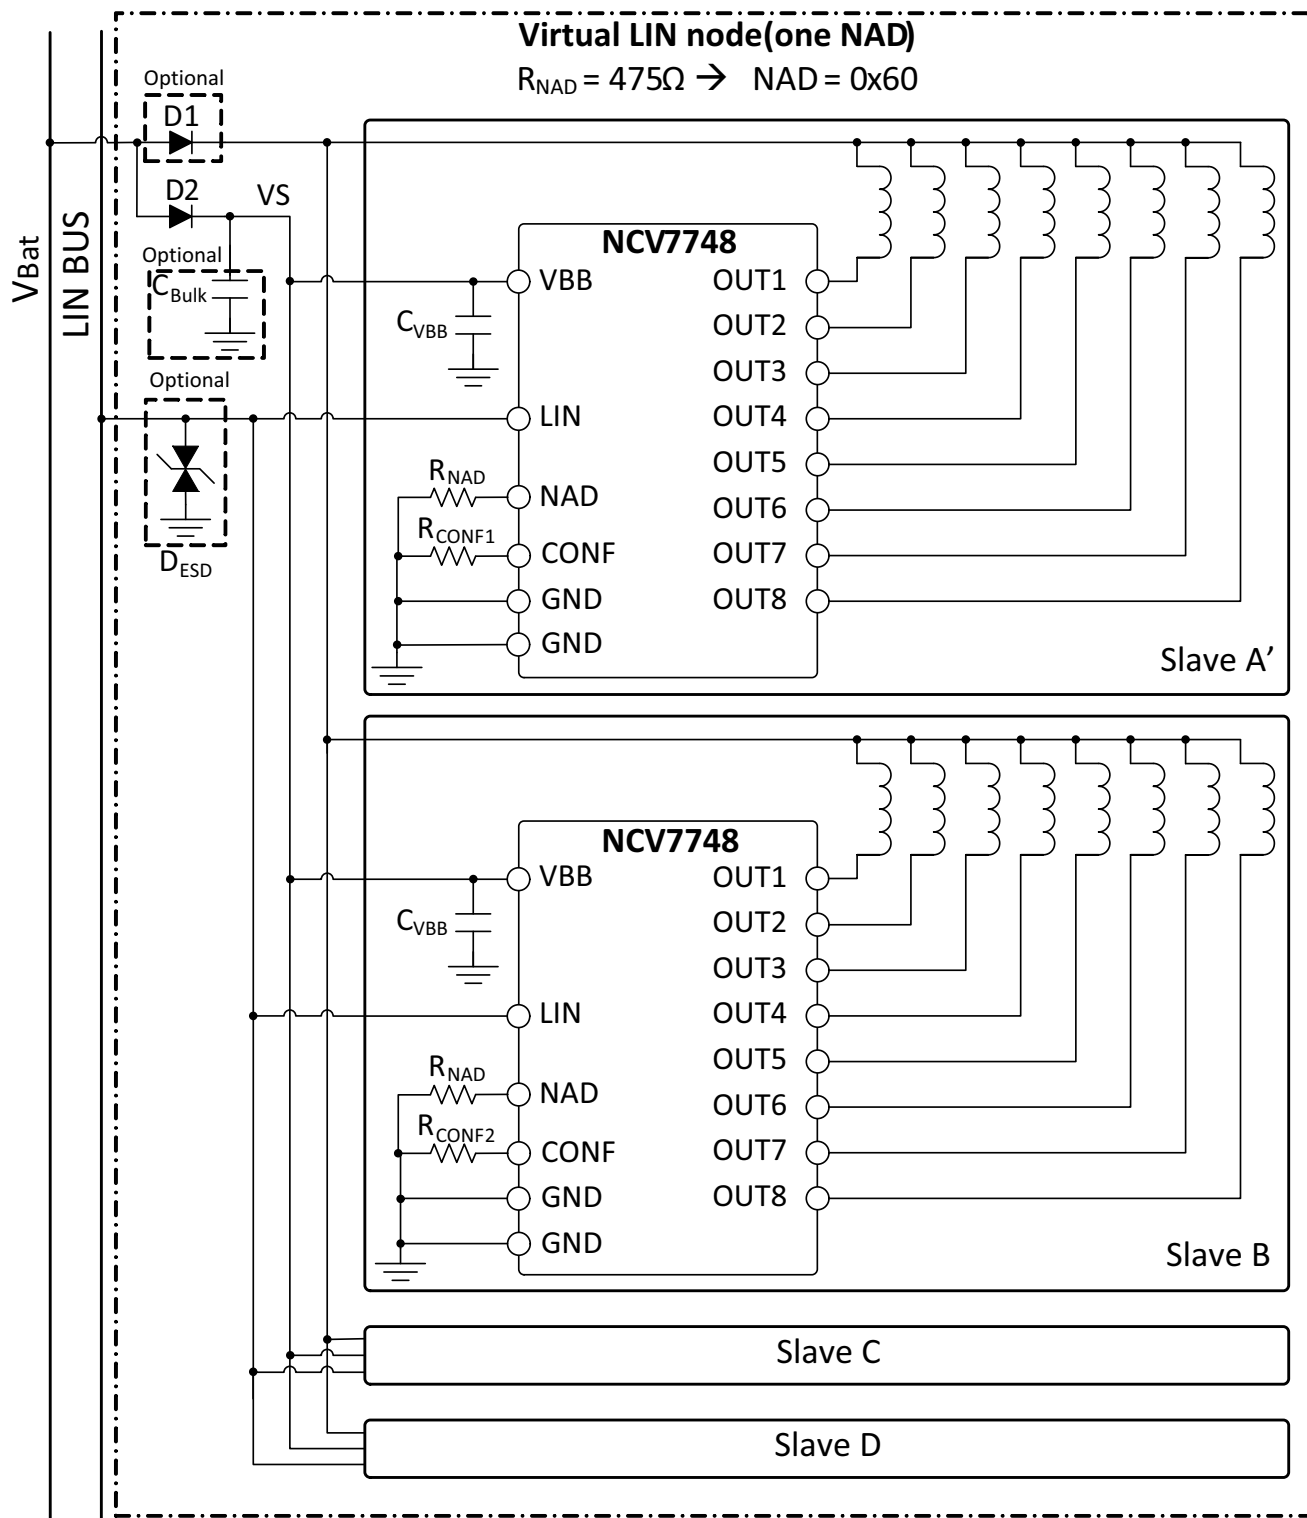 Virtual LIN node(one NAD)
R_NAD = 475Ω → NAD = 0x60
VBat
LIN BUS
Optional
D1
D2
VS
Optional
C_Bulk
Optional
D_ESD
NCV7748
VBB
OUT1
C_VBB
OUT2
OUT3
LIN
OUT4
OUT5
R_NAD
NAD
OUT6
R_CONF1
CONF
OUT7
GND
OUT8
GND
Slave A’
NCV7748
VBB
OUT1
C_VBB
OUT2
OUT3
LIN
OUT4
OUT5
R_NAD
NAD
OUT6
R_CONF2
CONF
OUT7
GND
OUT8
GND
Slave B
Slave C
Slave D